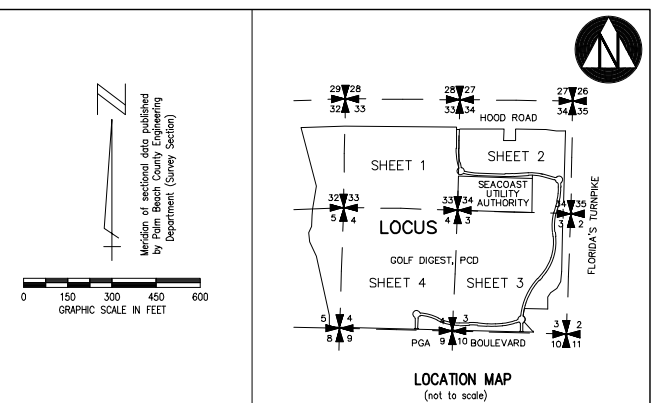 N
Meridian of sectional data published
by Palm Beach County Engineering
Department (Survey Section)
0 150 300 450 600
GRAPHIC SCALE IN FEET
N
29 28
32 33
28 27
33 34
27 26
34 35
HOOD ROAD
SHEET 1
SHEET 2
SEACOAST
UTILITY
AUTHORITY
32 33
5 4
33 34
4 3
34 35
3 2
LOCUS
FLORIDA'S TURNPIKE
GOLF DIGEST, PCD
SHEET 4
SHEET 3
5 4
8 9
4 3
9 10
3 2
10 11
PGA BOULEVARD
LOCATION MAP
(not to scale)